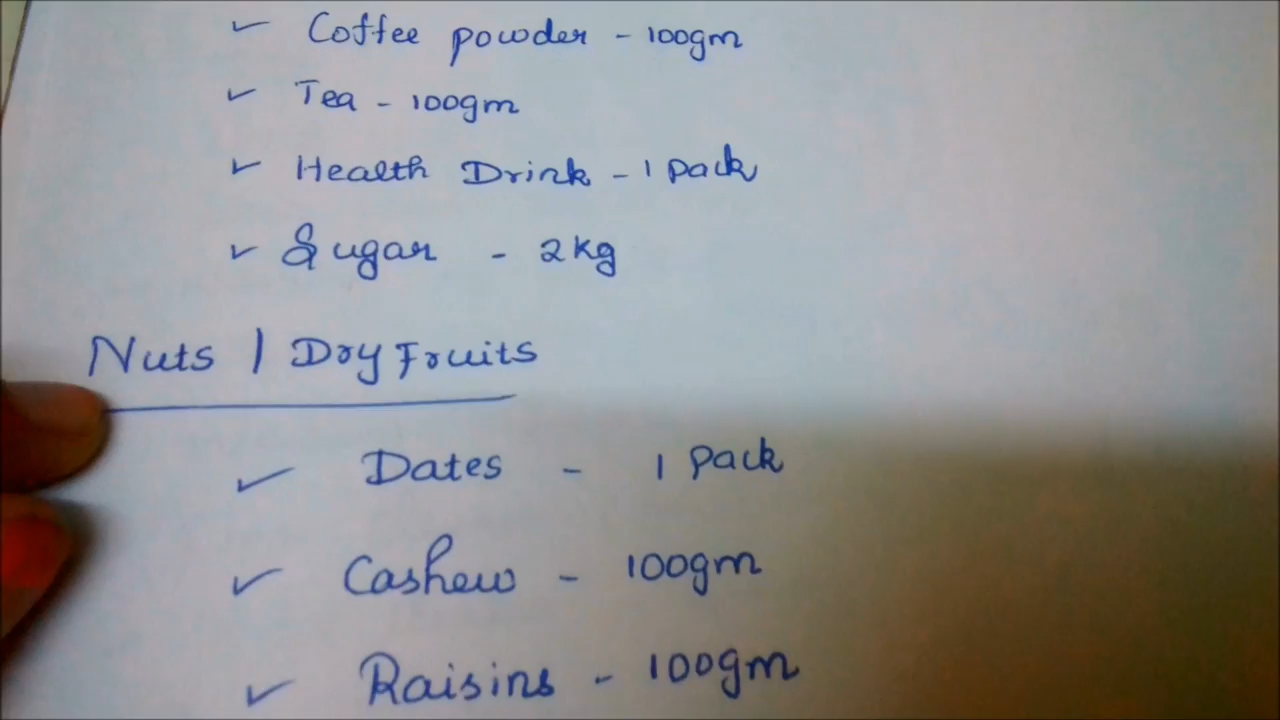 ✓ Coffee powder - 100gm
✓ Tea - 100gm
✓ Health Drink - 1 pack
✓ Sugar - 2kg
Nuts / Dry Fruits
✓ Dates - 1 pack
✓ Cashew - 100gm
✓ Raisins - 100gm